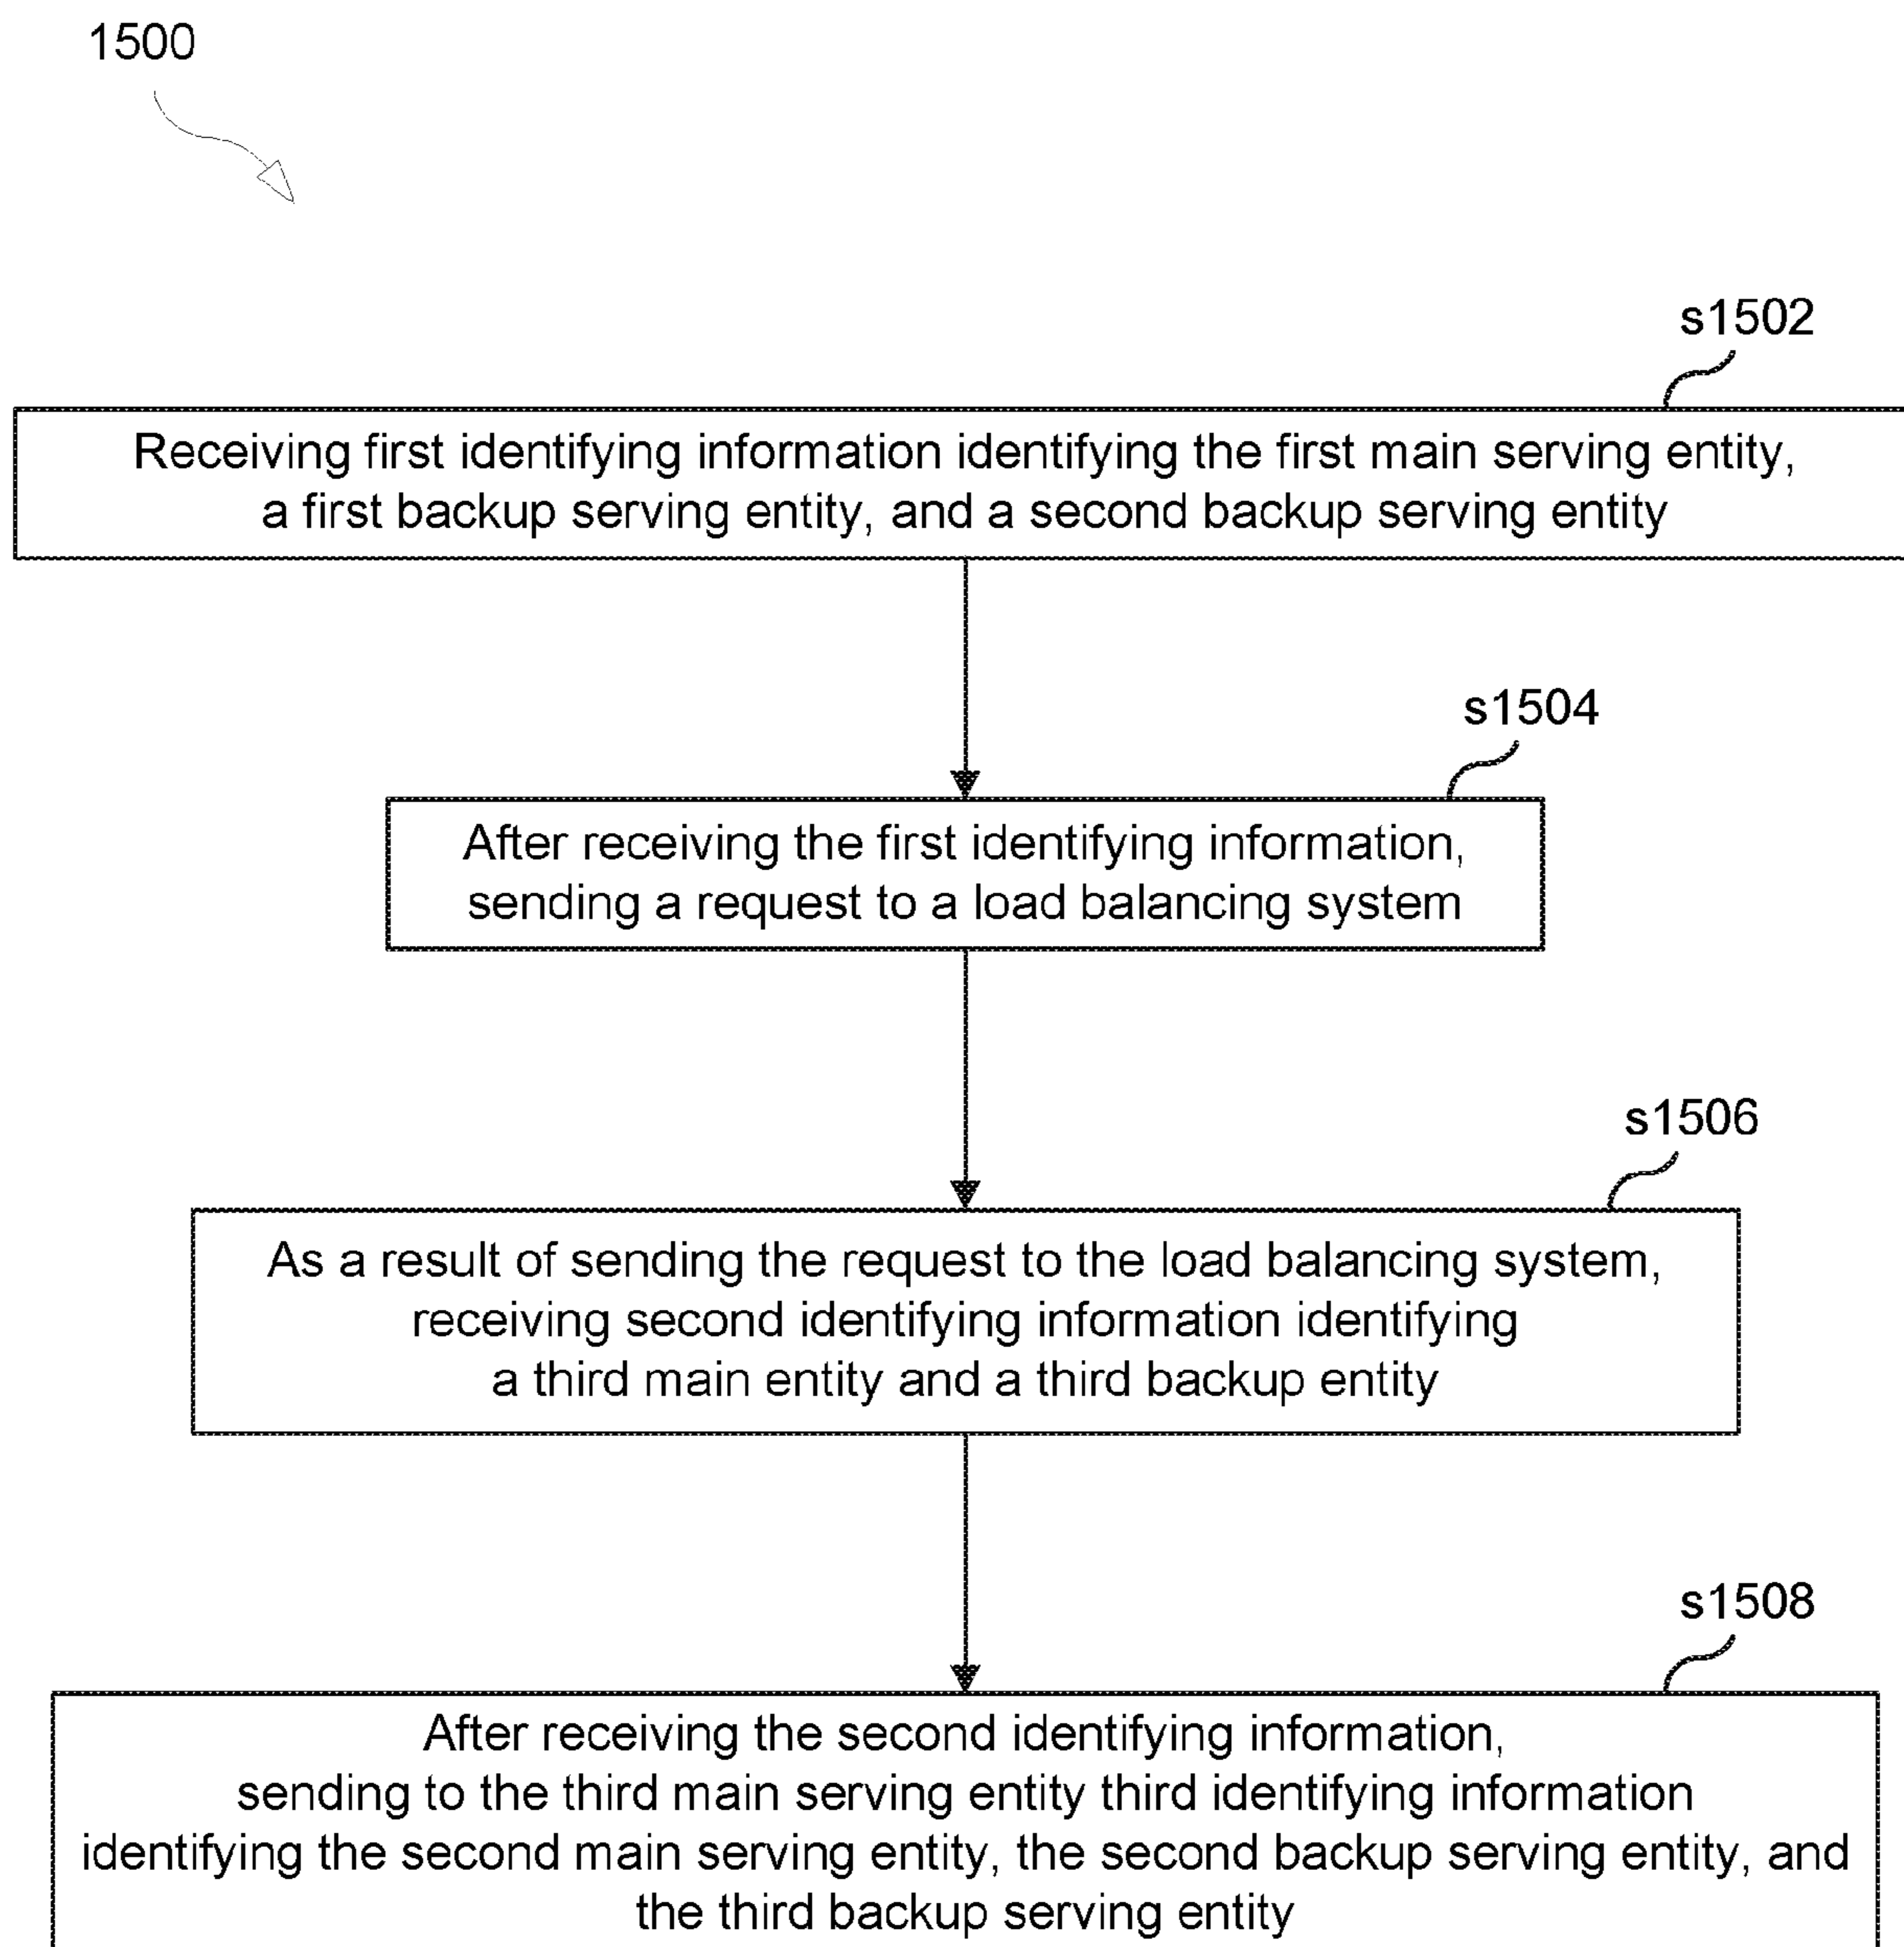 1500
s1502
Receiving first identifying information identifying the first main serving entity,
a first backup serving entity, and a second backup serving entity
s1504
After receiving the first identifying information,
sending a request to a load balancing system
s1506
As a result of sending the request to the load balancing system,
receiving second identifying information identifying
a third main entity and a third backup entity
s1508
After receiving the second identifying information,
sending to the third main serving entity third identifying information
identifying the second main serving entity, the second backup serving entity, and
the third backup serving entity